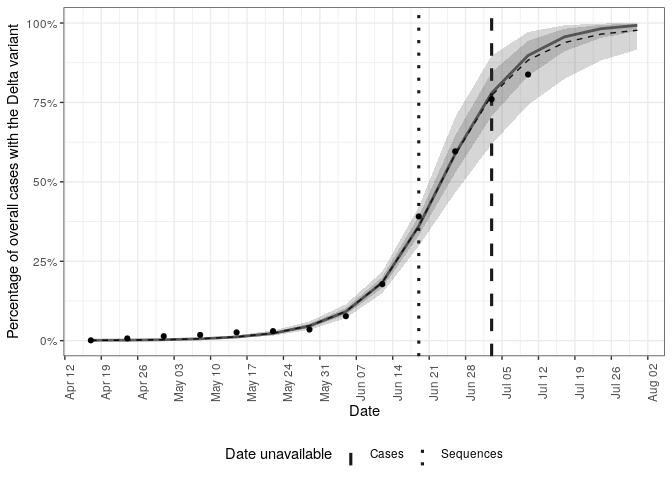 Percentage of overall cases with the Delta variant
100%
75%
50%
25%
0%
Apr 12
Apr 19
Apr 26
May 03
May 10
May 17
May 24
May 31
Jun 07
Jun 14
Jun 21
Jun 28
Jul 05
Jul 12
Jul 19
Jul 26
Aug 02
Date
Date unavailable Cases Sequences